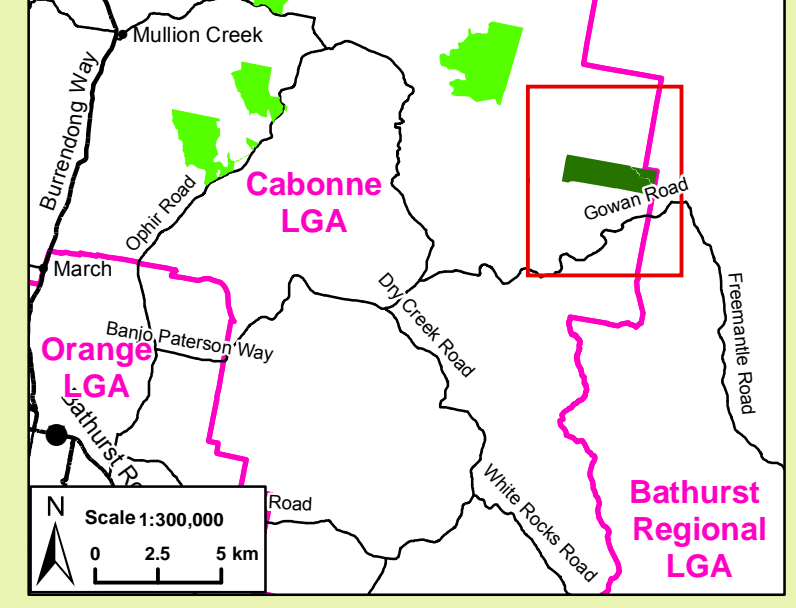 Mullion Creek
Burrendong Way
Ophir Road
Cabonne
LGA
Gowan Road
March
Dry Creek Road
Freemantle Road
Banjo Paterson Way
Orange
LGA
Bathurst
Road
White Rocks Road
Bathurst
Regional
LGA
N
Scale 1:300,000
0 2.5 5 km